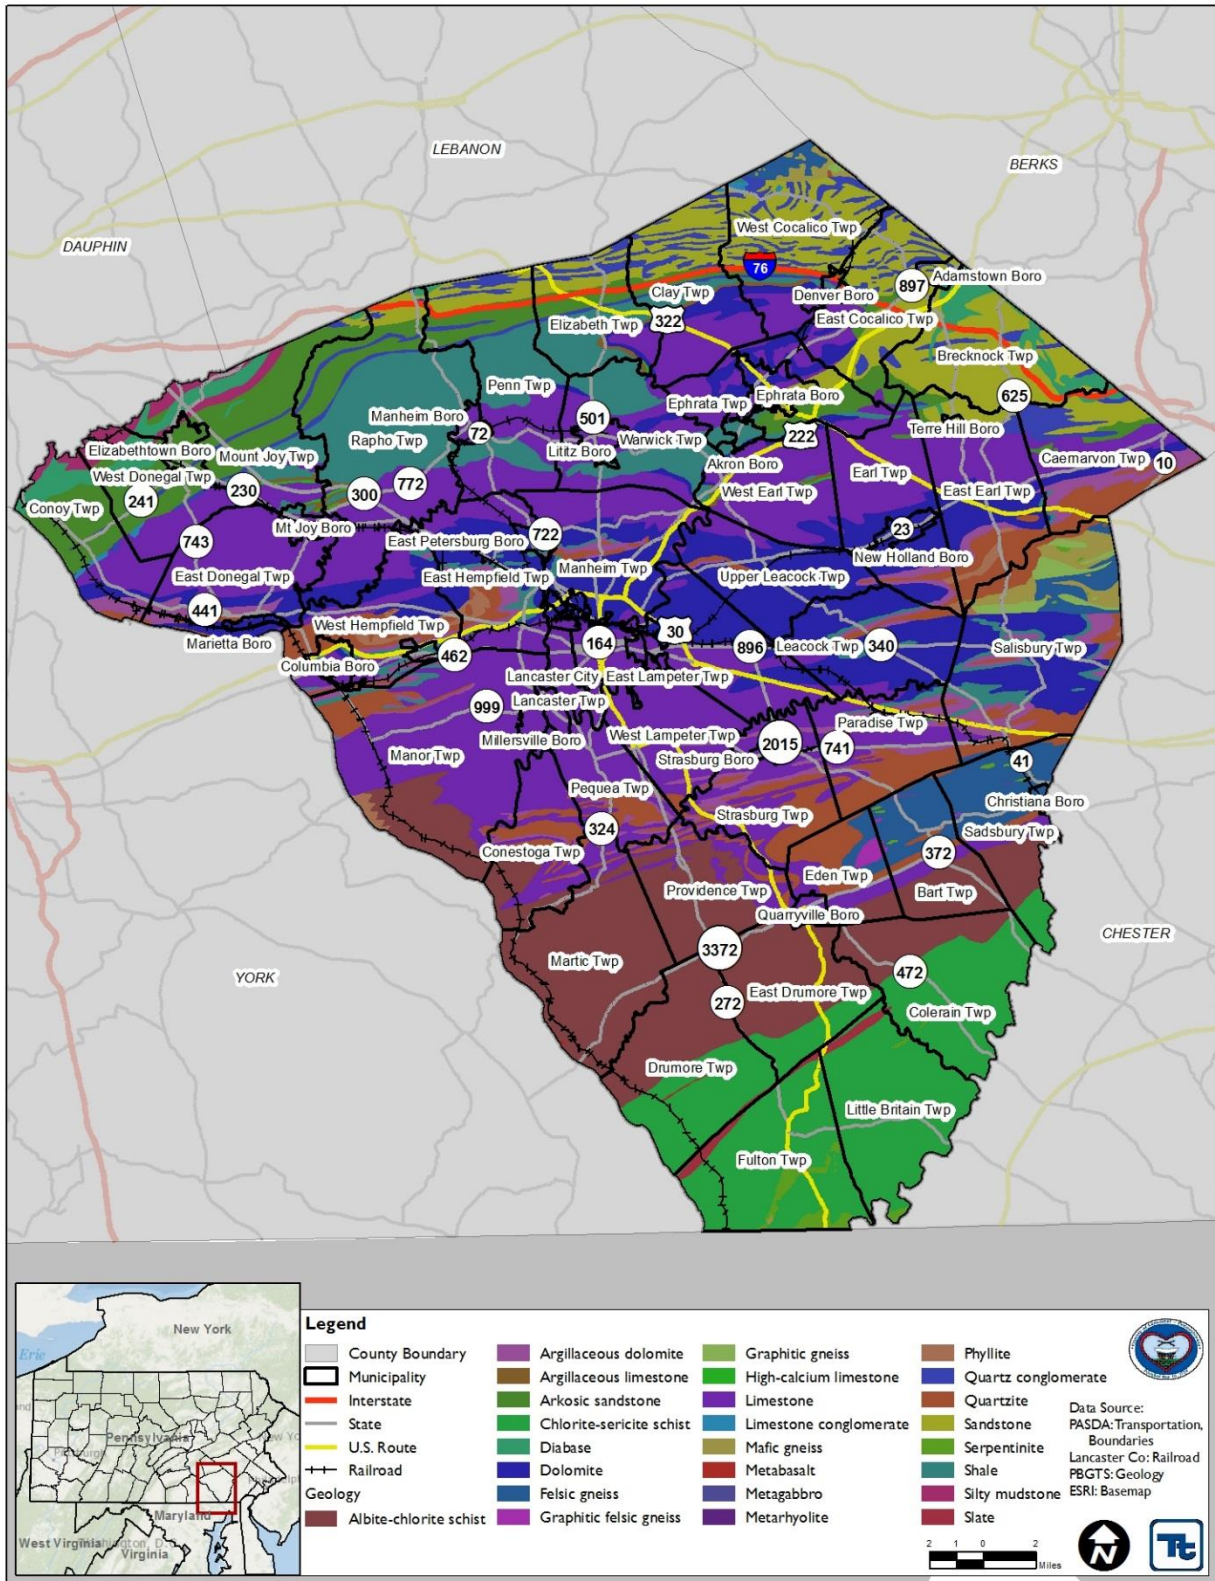 LEBANON
BERKS
DAUPHIN
West Cocalico Twp
76
Adamstown Boro
897
Clay Twp
Denver Boro
322
East Cocalico Twp
Elizabeth Twp
Brecknock Twp
Penn Twp
Ephrata Boro
625
Ephrata Twp
Manheim Boro
501
72
Terre Hill Boro
222
Rapho Twp
Warwick Twp
Elizabethtown Boro
Lititz Boro
Mount Joy Twp
Caernarvon Twp
10
Akron Boro
West Donegal Twp
Earl Twp
772
West Earl Twp
230
300
East Earl Twp
241
Conoy Twp
Mt Joy Boro
23
722
743
East Petersburg Boro
New Holland Boro
Manheim Twp
East Donegal Twp
East Hempfield Twp
Upper Leacock Twp
441
West Hempfield Twp
30
Marietta Boro
164
896
Leacock Twp
340
Salisbury Twp
462
Columbia Boro
Lancaster City
East Lampeter Twp
Lancaster Twp
999
Paradise Twp
West Lampeter Twp
Millersville Boro
2015
741
Manor Twp
Strasburg Boro
41
Pequea Twp
Christiana Boro
Strasburg Twp
324
Sadsbury Twp
Conestoga Twp
372
Eden Twp
Providence Twp
Bart Twp
Quarryville Boro
CHESTER
3372
Martic Twp
YORK
472
East Drumore Twp
272
Colerain Twp
Drumore Twp
Little Britain Twp
Fulton Twp
New York
Erie
Pennsylvania
Pittsburgh
Maryland
West Virginia
Virginia
Legend
County Boundary
Municipality
Interstate
State
U.S. Route
Railroad
Geology
Albite-chlorite schist
Argillaceous dolomite
Argillaceous limestone
Arkosic sandstone
Chlorite-sericite schist
Diabase
Dolomite
Felsic gneiss
Graphitic felsic gneiss
Graphitic gneiss
High-calcium limestone
Limestone
Limestone conglomerate
Mafic gneiss
Metabasalt
Metagabbro
Metarhyolite
Phyllite
Quartz conglomerate
Quartzite
Sandstone
Serpentinite
Shale
Silty mudstone
Slate
Data Source:
PASDA: Transportation,
Boundaries
Lancaster Co: Railroad
PBGTS: Geology
ESRI: Basemap
2 1 0 2
Miles
N
Tt